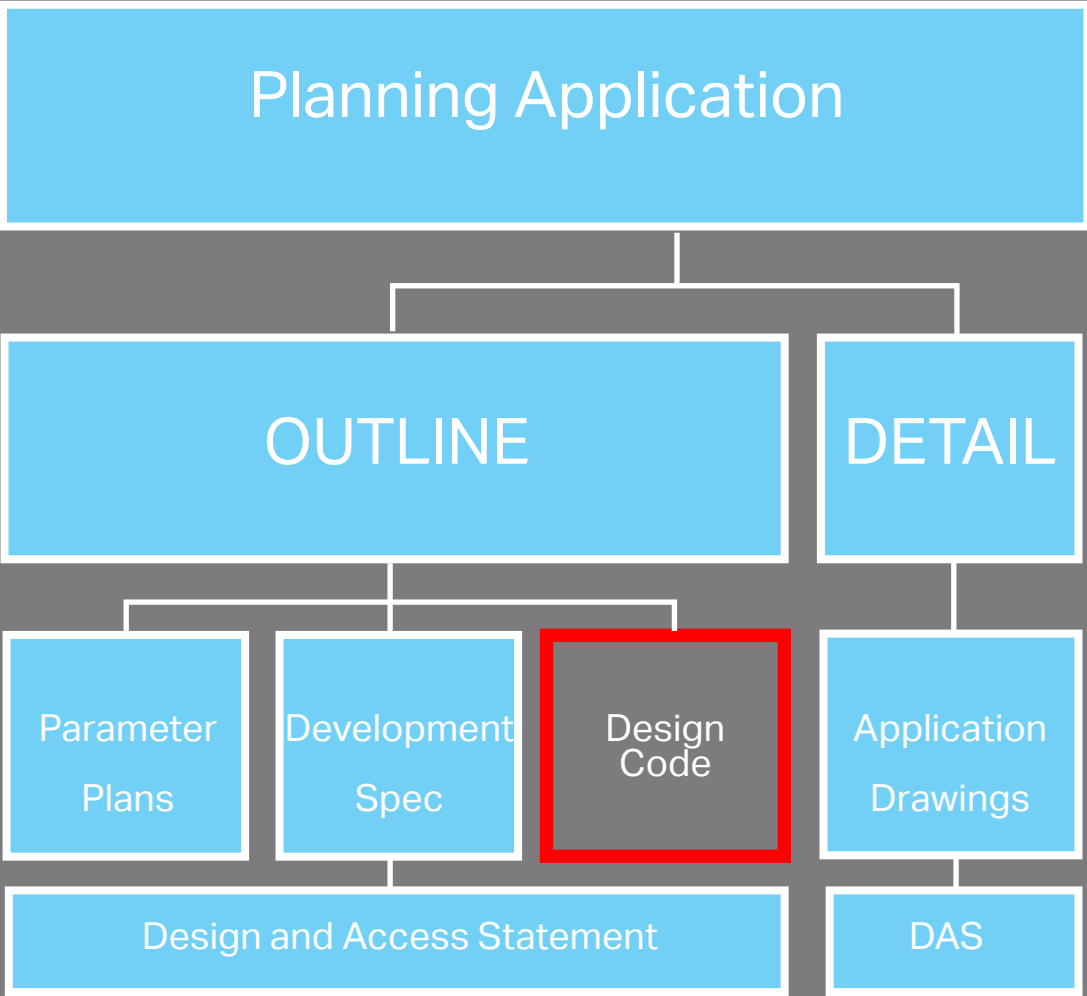 Planning Application
OUTLINE
DETAIL
Parameter
Plans
Development
Spec
Design
Code
Application
Drawings
Design and Access Statement
DAS